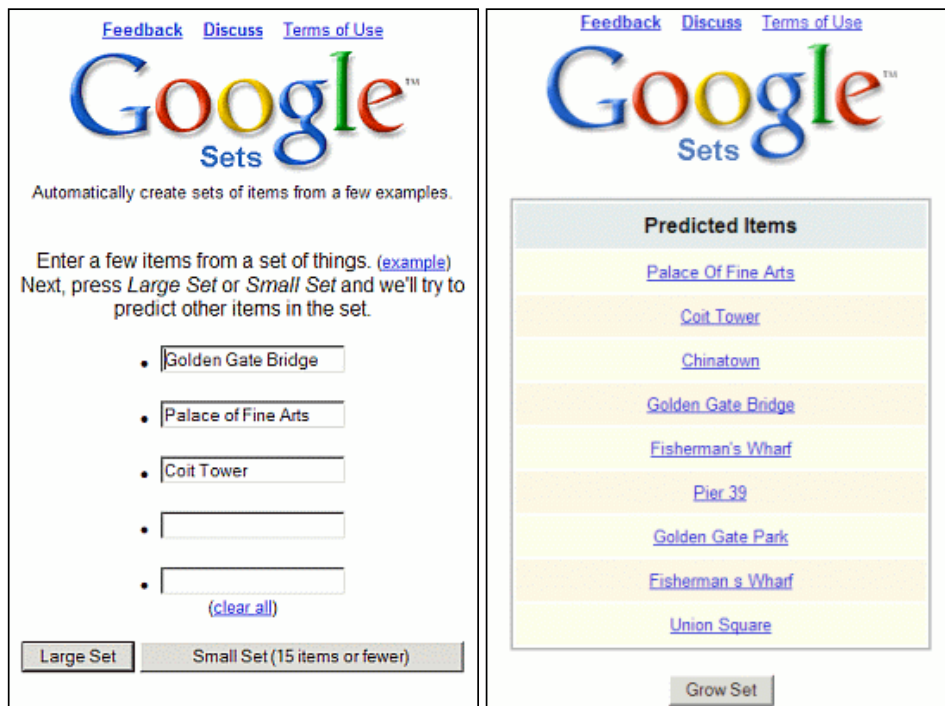 Feedback Discuss Terms of Use
Google™
Sets
Automatically create sets of items from a few examples.
Enter a few items from a set of things. (example)
Next, press Large Set or Small Set and we'll try to
predict other items in the set.
• Golden Gate Bridge
• Palace of Fine Arts
• Coit Tower
•
•
(clear all)
Large Set Small Set (15 items or fewer)
Feedback Discuss Terms of Use
Google™
Sets
Predicted Items
Palace Of Fine Arts
Coit Tower
Chinatown
Golden Gate Bridge
Fisherman's Wharf
Pier 39
Golden Gate Park
Fisherman s Wharf
Union Square
Grow Set